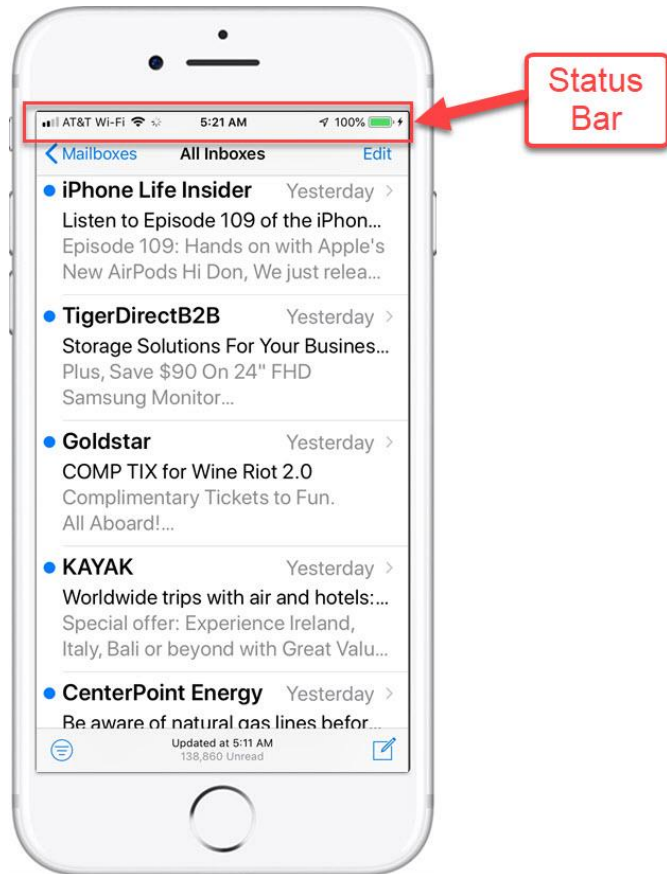 Status
Bar
AT&T Wi-Fi 5:21 AM 100%
Mailboxes All Inboxes Edit
iPhone Life Insider Yesterday
Listen to Episode 109 of the iPhon...
Episode 109: Hands on with Apple's
New AirPods Hi Don, We just relea...
TigerDirectB2B Yesterday
Storage Solutions For Your Busines...
Plus, Save $90 On 24" FHD
Samsung Monitor...
Goldstar Yesterday
COMP TIX for Wine Riot 2.0
Complimentary Tickets to Fun.
All Aboard!...
KAYAK Yesterday
Worldwide trips with air and hotels:...
Special offer: Experience Ireland,
Italy, Bali or beyond with Great Valu...
CenterPoint Energy Yesterday
Be aware of natural gas lines befor...
Updated at 5:11 AM
138,860 Unread